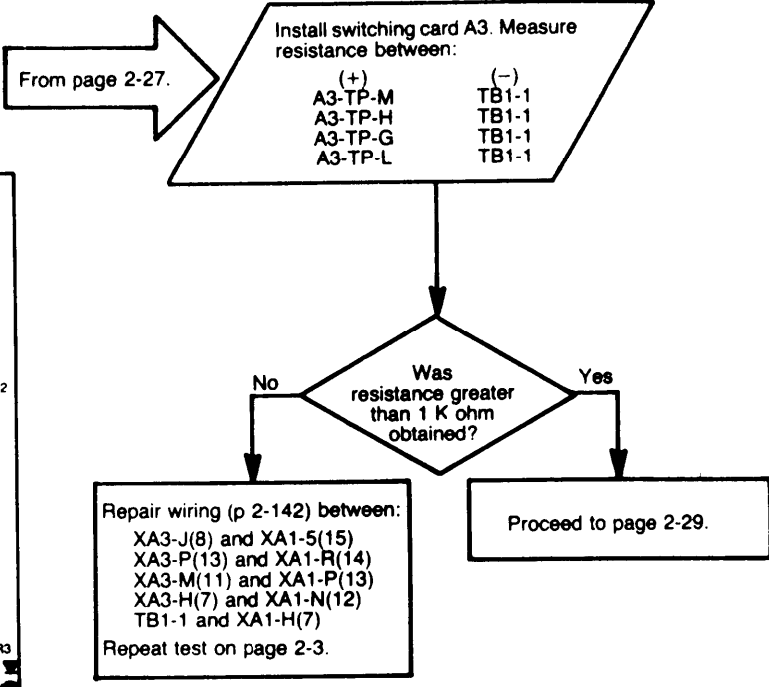 From page 2-27.
Install switching card A3. Measure
resistance between:
(+) (−)
A3-TP-M TB1-1
A3-TP-H TB1-1
A3-TP-G TB1-1
A3-TP-L TB1-1
Was
resistance greater
than 1 K ohm
obtained?
No
Yes
Repair wiring (p 2-142) between:
XA3-J(8) and XA1-5(15)
XA3-P(13) and XA1-R(14)
XA3-M(11) and XA1-P(13)
XA3-H(7) and XA1-N(12)
TB1-1 and XA1-H(7)
Repeat test on page 2-3.
Proceed to page 2-29.
2